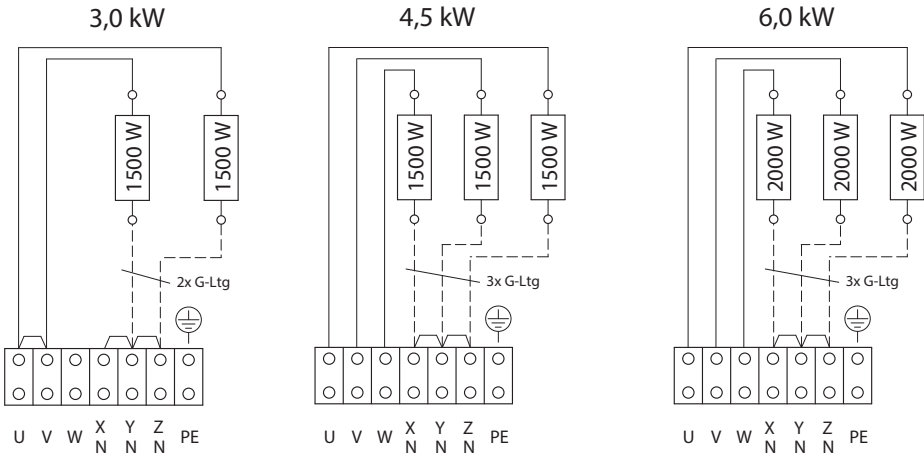 3,0 kW
1500 W
1500 W
2x G-Ltg
U V W X N Y N Z N PE
4,5 kW
1500 W
1500 W
1500 W
3x G-Ltg
U V W X N Y N Z N PE
6,0 kW
2000 W
2000 W
2000 W
3x G-Ltg
U V W X N Y N Z N PE